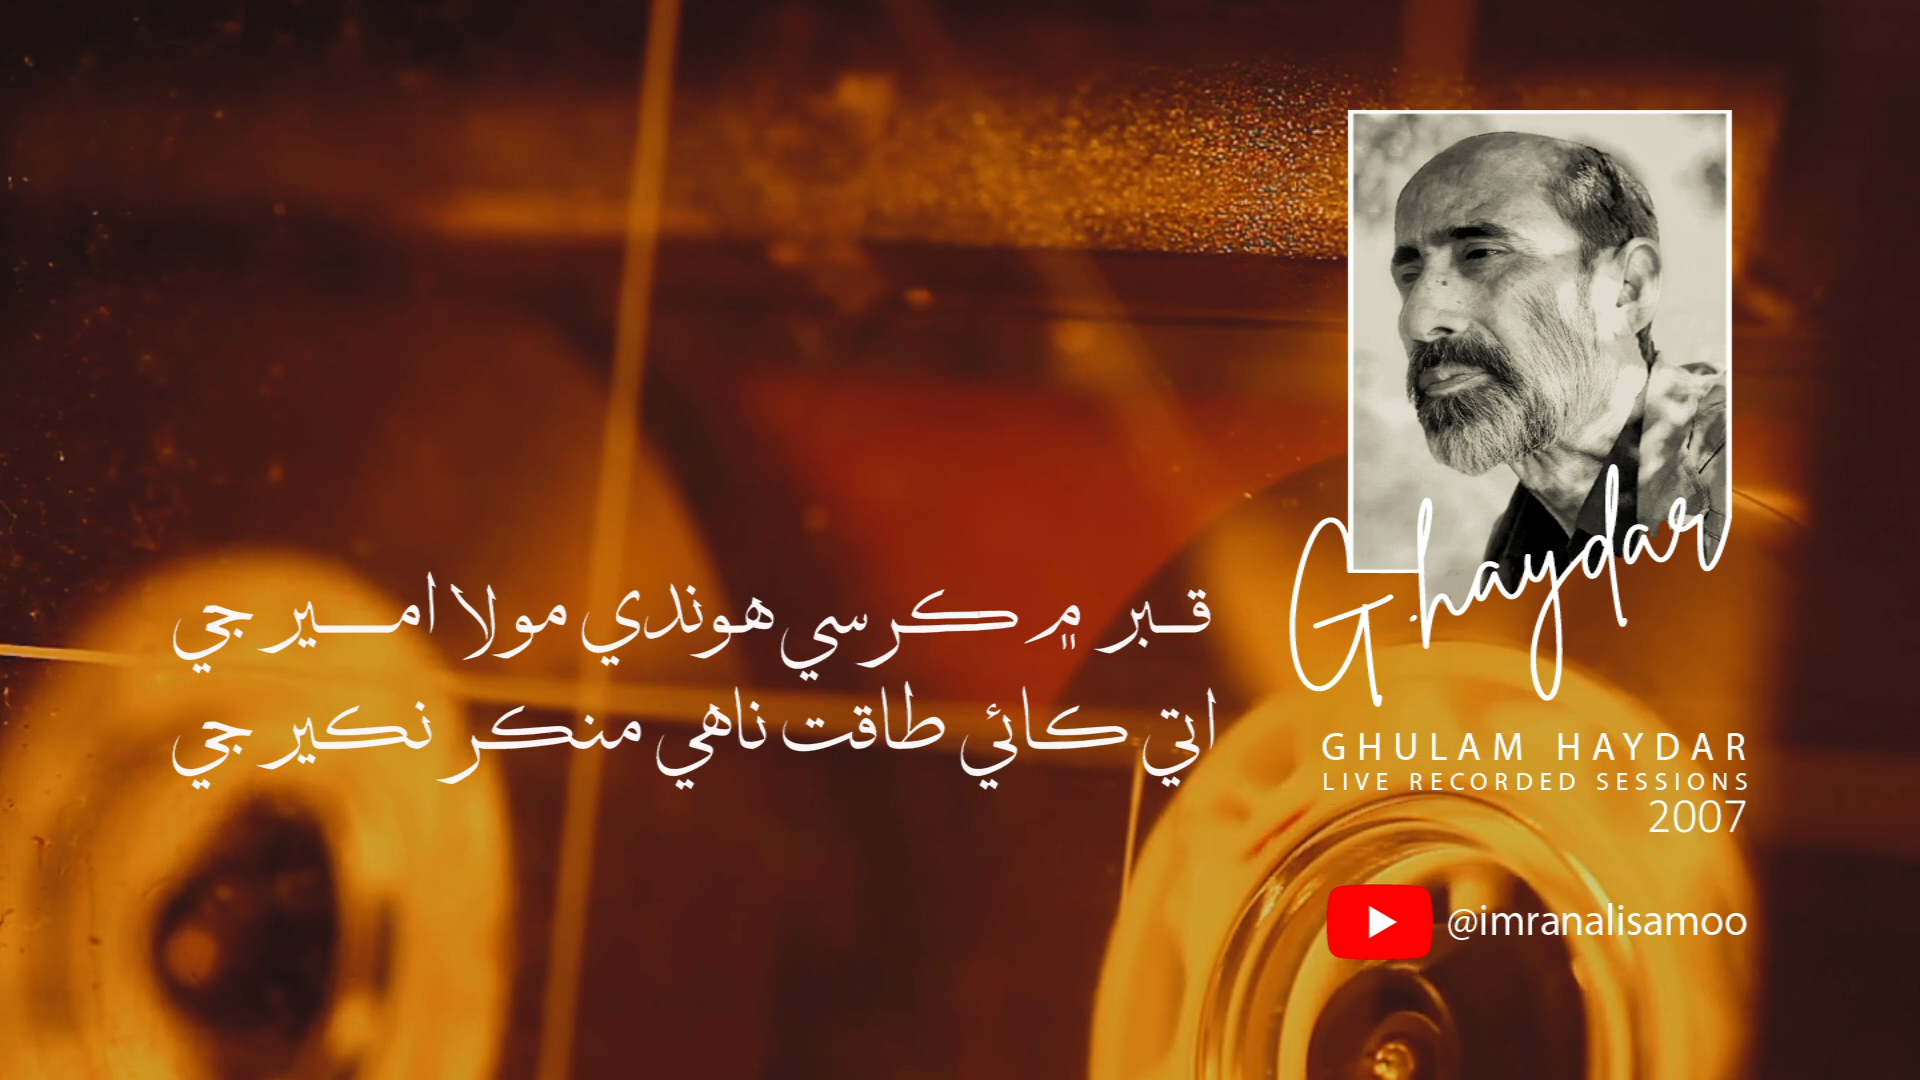 قبر ۾ ڪرسي هوندي مولا امير جي
اتي ڪائي طاقت ناهي منڪر نڪير جي
G.haydar
GHULAM HAYDAR
LIVE RECORDED SESSIONS
2007
@imranalisamoo